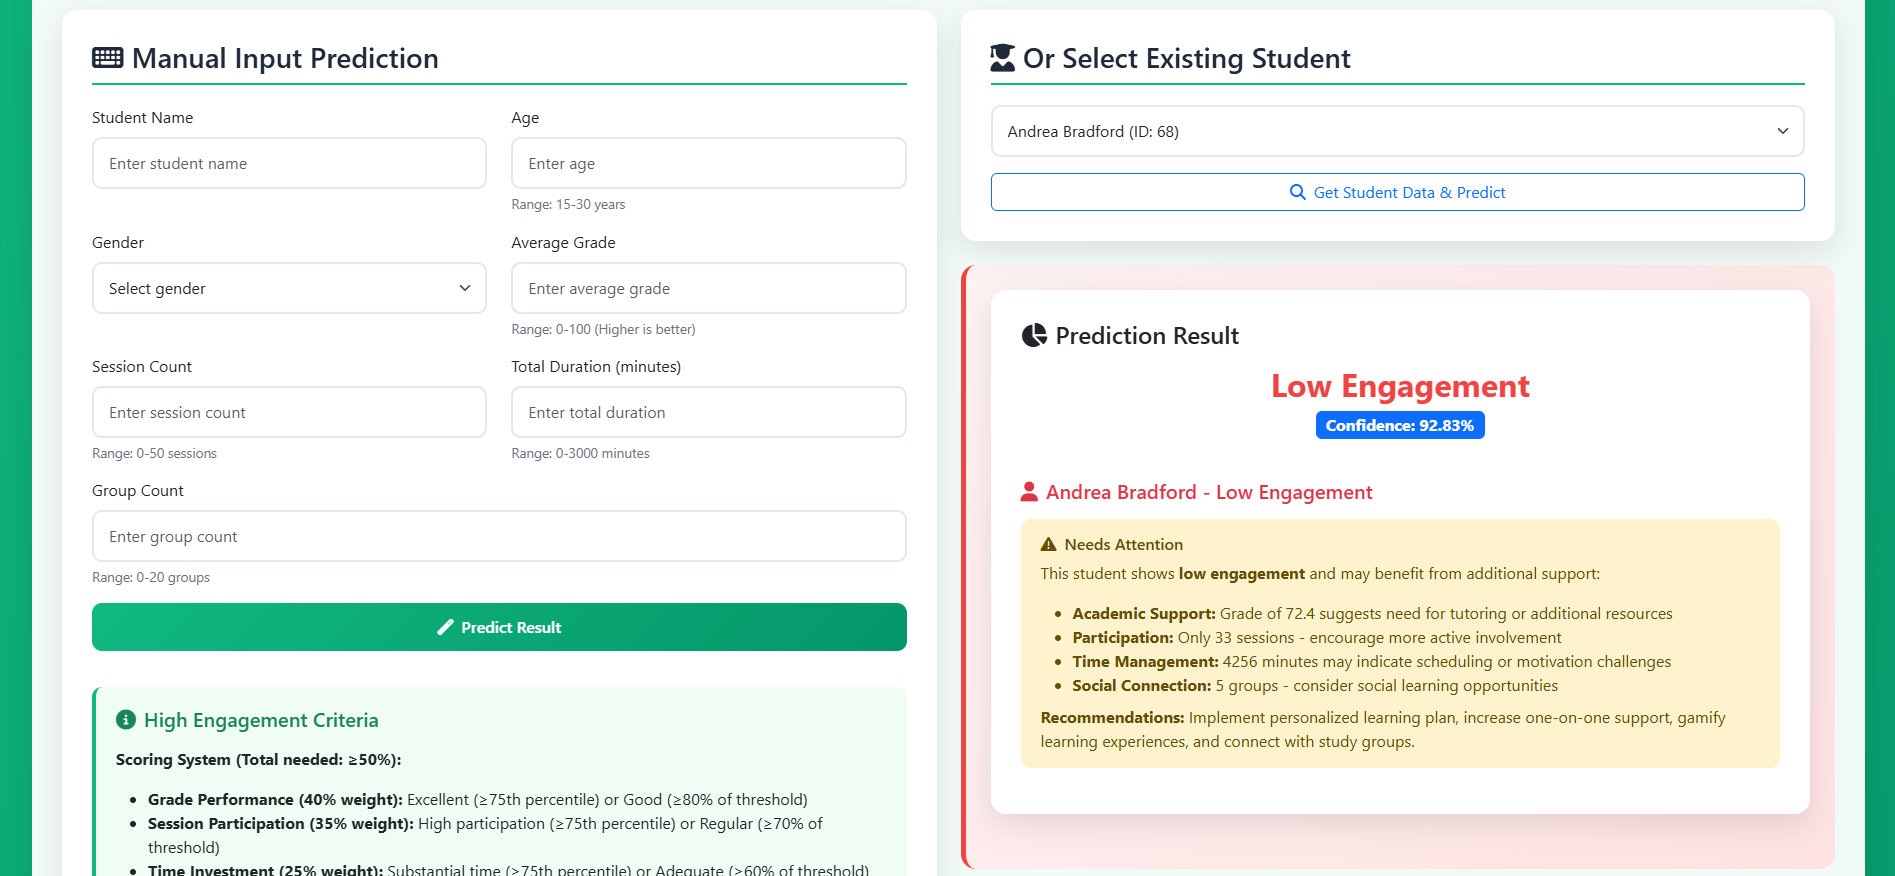 Manual Input Prediction
Student Name
Enter student name
Age
Enter age
Range: 15-30 years
Gender
Select gender
Average Grade
Enter average grade
Range: 0-100 (Higher is better)
Session Count
Enter session count
Range: 0-50 sessions
Total Duration (minutes)
Enter total duration
Range: 0-3000 minutes
Group Count
Enter group count
Range: 0-20 groups
Predict Result
High Engagement Criteria
Scoring System (Total needed: ≥50%):
Grade Performance (40% weight): Excellent (≥75th percentile) or Good (≥80% of threshold)
Session Participation (35% weight): High participation (≥75th percentile) or Regular (≥70% of
threshold)
Time Investment (25% weight): Substantial time (≥75th percentile) or Adequate (≥60% of threshold)
Or Select Existing Student
Andrea Bradford (ID: 68)
Get Student Data & Predict
Prediction Result
Low Engagement
Confidence: 92.83%
Andrea Bradford - Low Engagement
Needs Attention
This student shows low engagement and may benefit from additional support:
Academic Support: Grade of 72.4 suggests need for tutoring or additional resources
Participation: Only 33 sessions - encourage more active involvement
Time Management: 4256 minutes may indicate scheduling or motivation challenges
Social Connection: 5 groups - consider social learning opportunities
Recommendations: Implement personalized learning plan, increase one-on-one support, gamify
learning experiences, and connect with study groups.